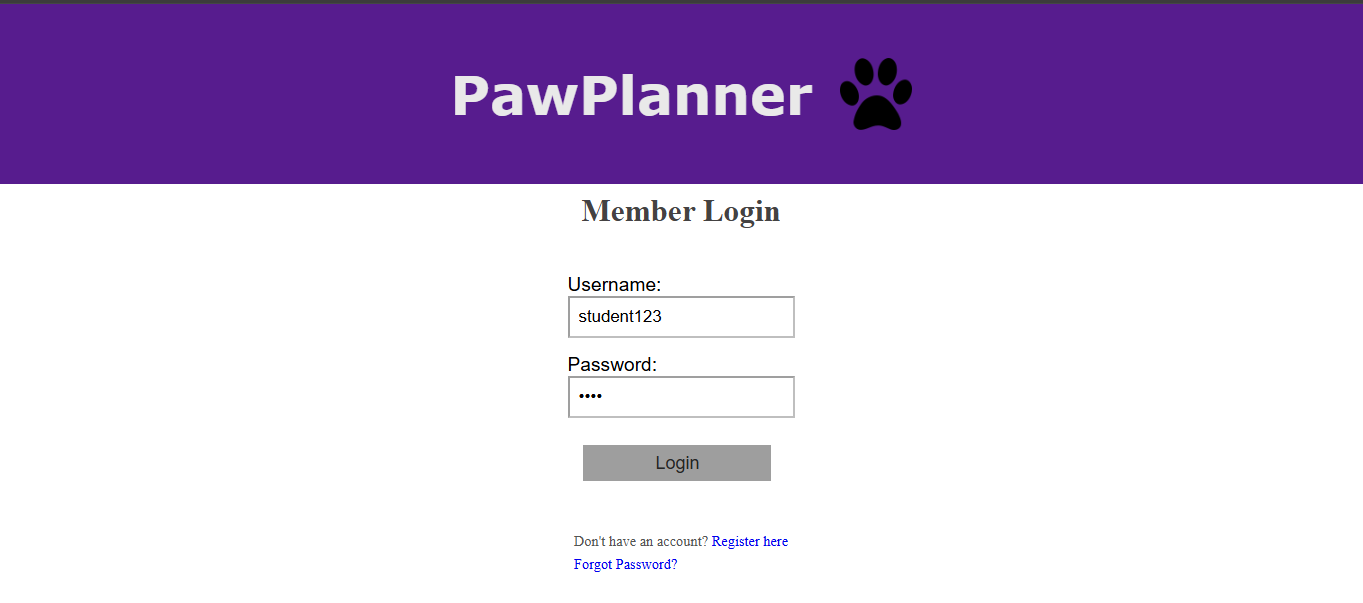 PawPlanner
Member Login
Username:
student123
Password:
••••
Login
Don't have an account? Register here
Forgot Password?